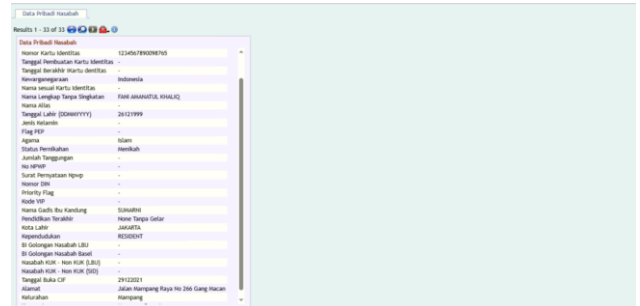 Data Pribadi Nasabah
Results 1 - 33 of 33
Data Pribadi Nasabah
Nomor Kartu Identitas 1234567890098765
Tanggal Pembuatan Kartu Identitas -
Tanggal Berakhir IKartu dentitas -
Kewarganegaraan Indonesia
Nama sesuai Kartu Identitas -
Nama Lengkap Tanpa Singkatan FANI AMANATUL KHALIQ
Nama Alias -
Tanggal Lahir (DDMMYYYY) 26121999
Jenis Kelamin -
Flag PEP -
Agama Islam
Status Pernikahan Menikah
Jumlah Tanggungan -
No NPWP -
Surat Pernyataan Npwp -
Nomor DIN -
Priority Flag -
Kode VIP -
Nama Gadis Ibu Kandung SUMARNI
Pendidikan Terakhir None Tanpa Gelar
Kota Lahir JAKARTA
Kependudukan RESIDENT
BI Golongan Nasabah LBU -
BI Golongan Nasabah Basel -
Nasabah KUK - Non KUK (LBU) -
Nasabah KUK - Non KUK (SID) -
Tanggal Buka CIF 29122021
Alamat Jalan Mampang Raya No 266 Gang Macan
Kelurahan Mampang